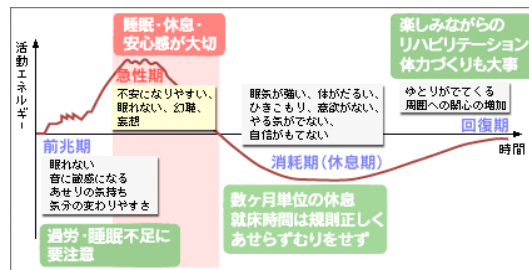 睡眠・休息・
安心感が大切
楽しみながらの
リハビリテーション
体力づくりも大事
活動エネルギー
急性期
不安になりやすい、
眠れない、幻聴、
妄想
眠気が強い、体がだるい、
ひきこもり、意欲がない、
やる気がでない、
自信がもてない
ゆとりがでてくる
周囲への関心の増加
回復期
時間
前兆期
眠れない
音に敏感になる
あせりの気持ち
気分の変わりやすさ
消耗期(休息期)
数ヶ月単位の休息
就床時間は規則正しく
あせらずむりをせず
過労・睡眠不足に
要注意